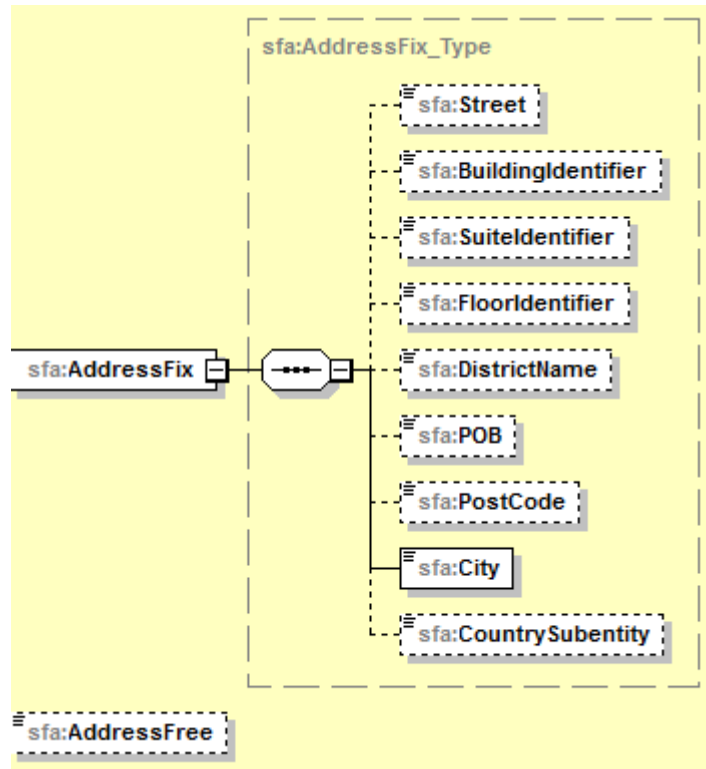 sfa:AddressFix_Type
sfa:Street
sfa:BuildingIdentifier
sfa:SuiteIdentifier
sfa:FloorIdentifier
sfa:AddressFix
sfa:DistrictName
sfa:POB
sfa:PostCode
sfa:City
sfa:CountrySubentity
sfa:AddressFree